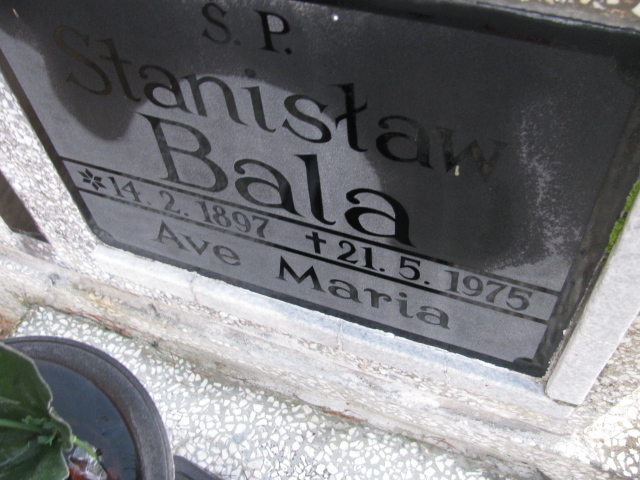 S. P.
Stanisław
Bala
* 14. 2. 1897 † 21. 5. 1975
Ave Maria